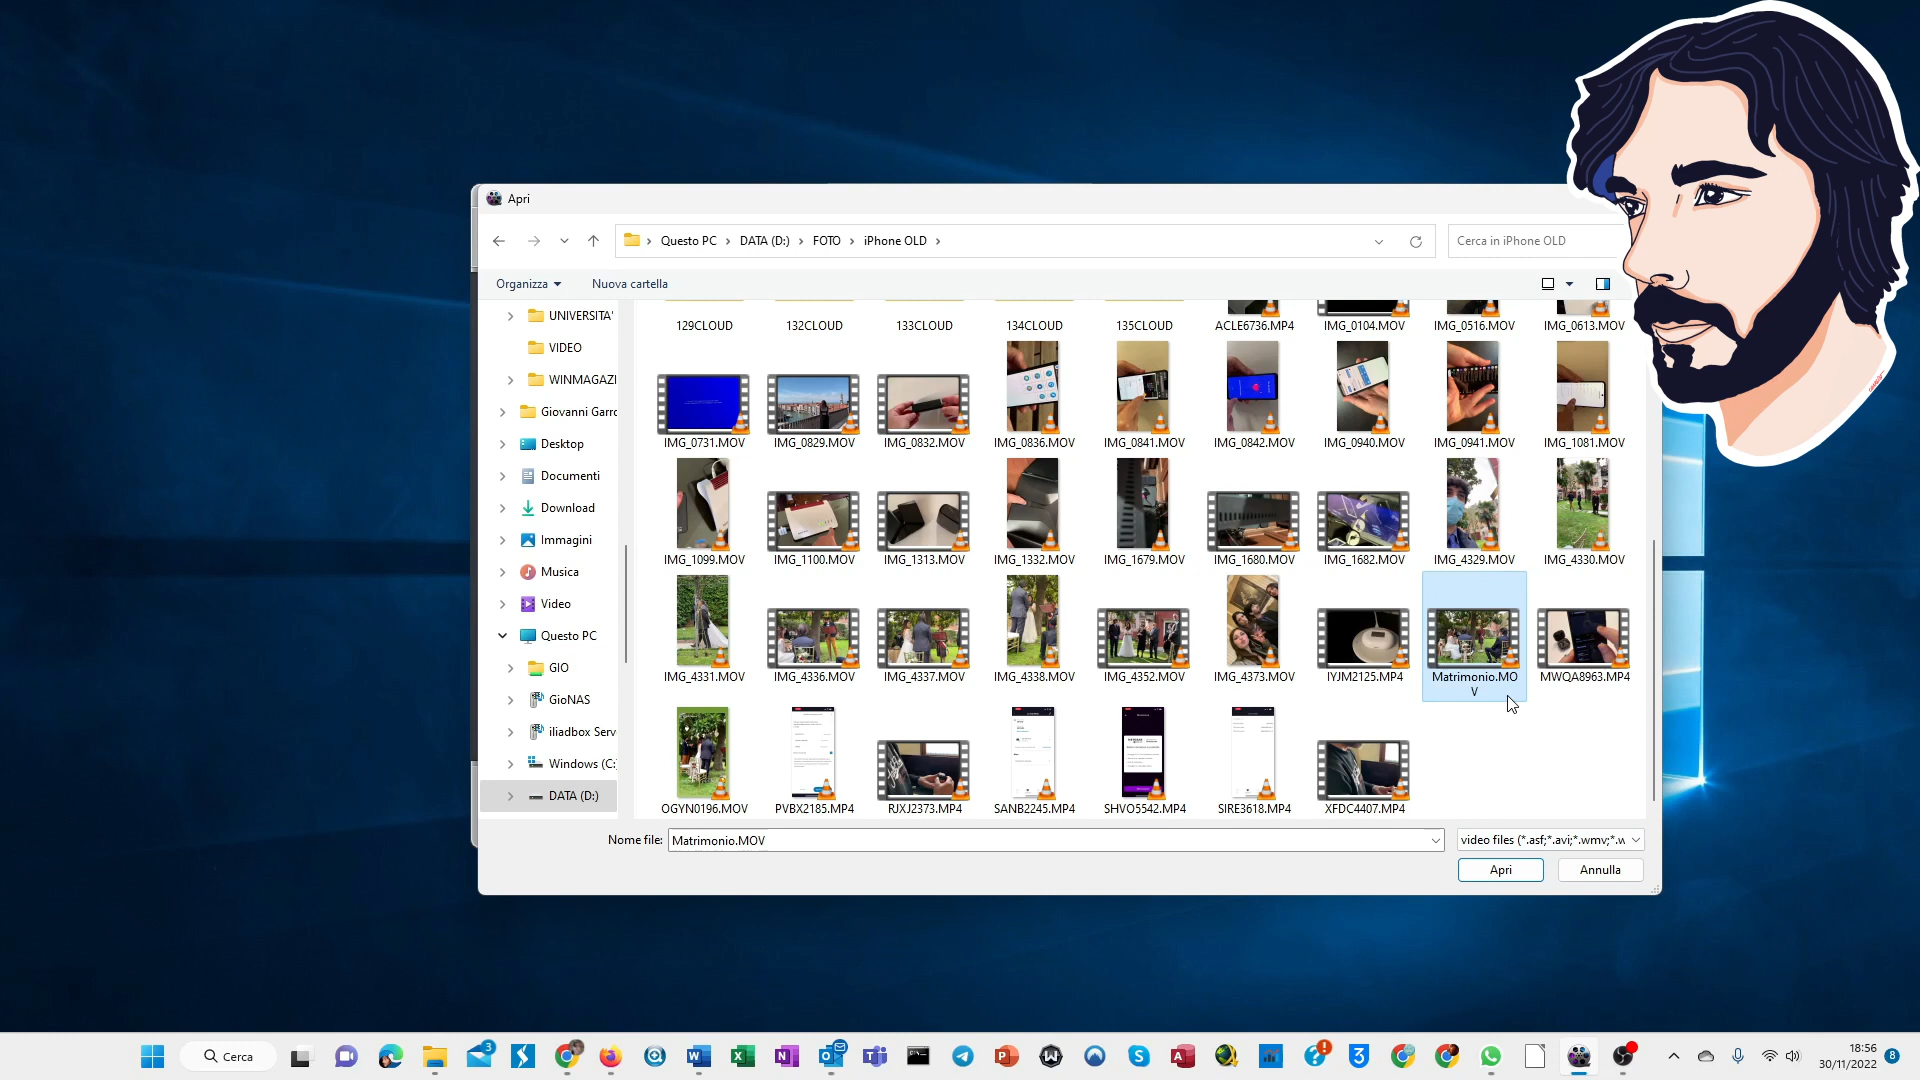 Apri
Questo PC > DATA (D:) > FOTO > iPhone OLD >
Cerca in iPhone OLD
Organizza
Nuova cartella
UNIVERSITA'
VIDEO
WINMAGAZI
Giovanni Garro
Desktop
Documenti
Download
Immagini
Musica
Video
Questo PC
GIO
GioNAS
iliadbox Serv
Windows (C:
DATA (D:)
129CLOUD
132CLOUD
133CLOUD
134CLOUD
135CLOUD
ACLE6736.MP4
IMG_0104.MOV
IMG_0516.MOV
IMG_0613.MOV
IMG_0731.MOV
IMG_0829.MOV
IMG_0832.MOV
IMG_0836.MOV
IMG_0841.MOV
IMG_0842.MOV
IMG_0940.MOV
IMG_0941.MOV
IMG_1081.MOV
IMG_1099.MOV
IMG_1100.MOV
IMG_1313.MOV
IMG_1332.MOV
IMG_1679.MOV
IMG_1680.MOV
IMG_1682.MOV
IMG_4329.MOV
IMG_4330.MOV
IMG_4331.MOV
IMG_4336.MOV
IMG_4337.MOV
IMG_4338.MOV
IMG_4352.MOV
IMG_4373.MOV
IYJM2125.MP4
Matrimonio.MO
V
MWQA8963.MP4
OGYN0196.MOV
PVBX2185.MP4
RJXJ2373.MP4
SANB2245.MP4
SHVO5542.MP4
SIRE3618.MP4
XFDC4407.MP4
Nome file:
Matrimonio.MOV
video files (*.asf;*.avi;*.wmv;*.w
Apri
Annulla
Cerca
3
18:56
30/11/2022
8